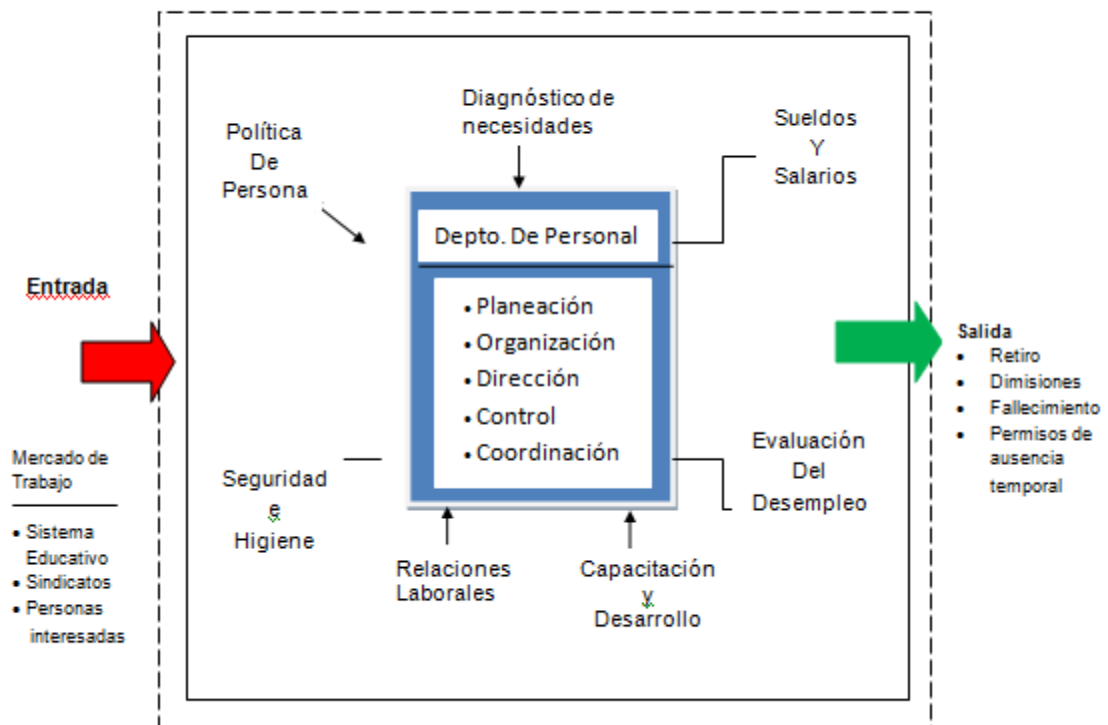 Diagnóstico de
necesidades
Política
De
Persona
Sueldos
Y
Salarios
Depto. De Personal
• Planeación
• Organización
• Dirección
• Control
• Coordinación
Entrada
Mercado de
Trabajo
• Sistema
Educativo
• Sindicatos
• Personas
interesadas
Seguridad
e
Higiene
Relaciones
Laborales
Capacitación
y
Desarrollo
Evaluación
Del
Desempleo
Salida
• Retiro
• Dimisiones
• Fallecimiento
• Permisos de
ausencia
temporal